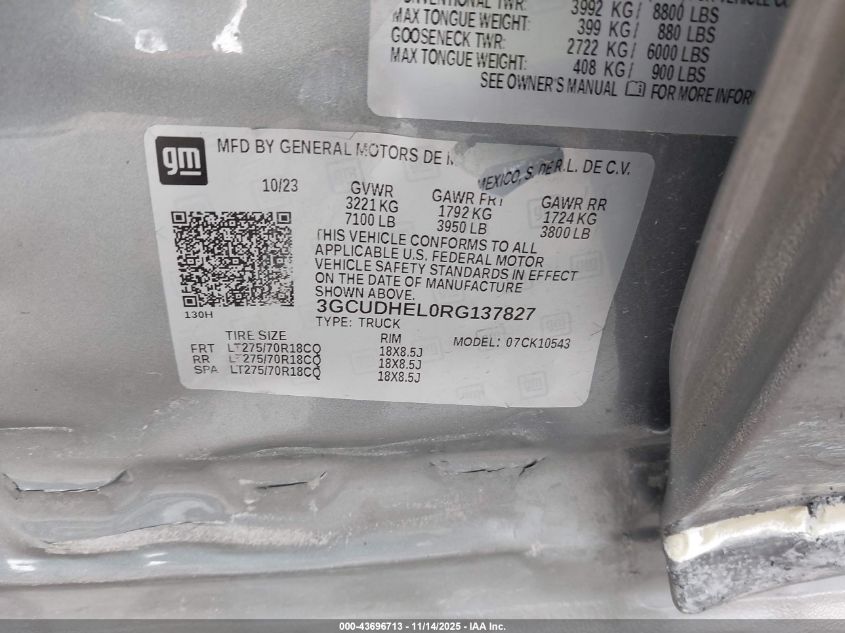 3992 KG/ 8800 LBS
MAX TONGUE WEIGHT: 399 KG/ 880 LBS
GOOSENECK TWR: 2722 KG/ 6000 LBS
MAX TONGUE WEIGHT: 408 KG/ 900 LBS
SEE OWNER'S MANUAL FOR MORE INFOR
gm
MFD BY GENERAL MOTORS DE MEXICO, S. DE R.L. DE C.V.
10/23
GVWR GAWR FRT GAWR RR
3221 KG 1792 KG 1724 KG
7100 LB 3950 LB 3800 LB
THIS VEHICLE CONFORMS TO ALL
APPLICABLE U.S. FEDERAL MOTOR
VEHICLE SAFETY STANDARDS IN EFFECT
ON THE DATE OF MANUFACTURE
SHOWN ABOVE.
130H
3GCUDHEL0RG137827
TYPE: TRUCK
TIRE SIZE RIM MODEL: 07CK10543
FRT LT275/70R18CQ 18X8.5J
RR LT275/70R18CQ 18X8.5J
SPA LT275/70R18CQ 18X8.5J
000-43696713 - 11/14/2025 - IAA Inc.